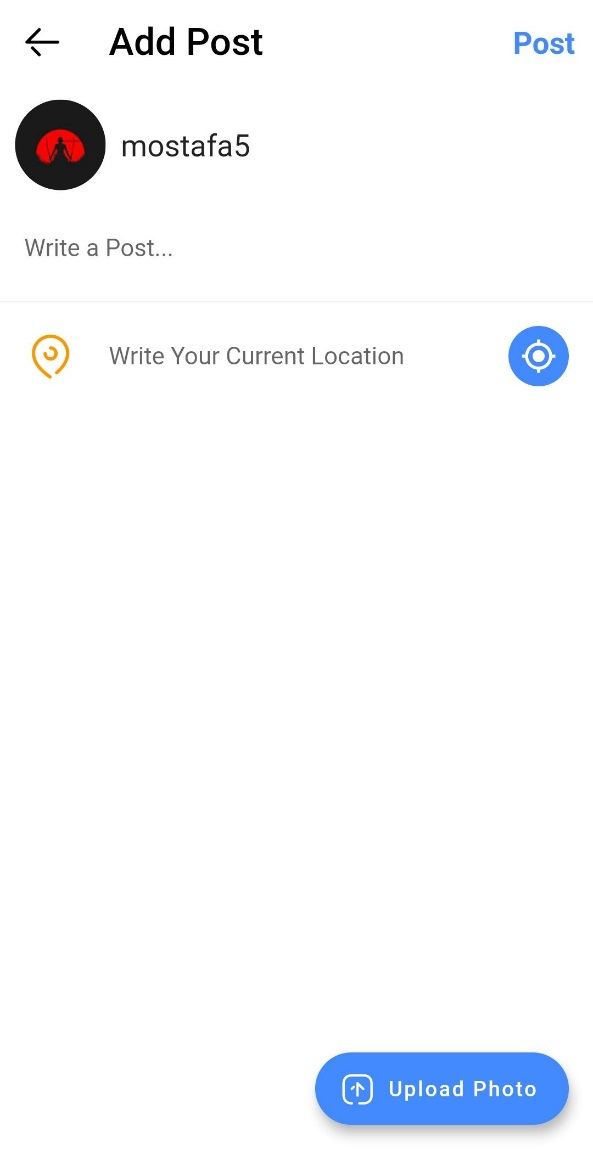 Add Post
Post
mostafa5
Write a Post...
Write Your Current Location
Upload Photo